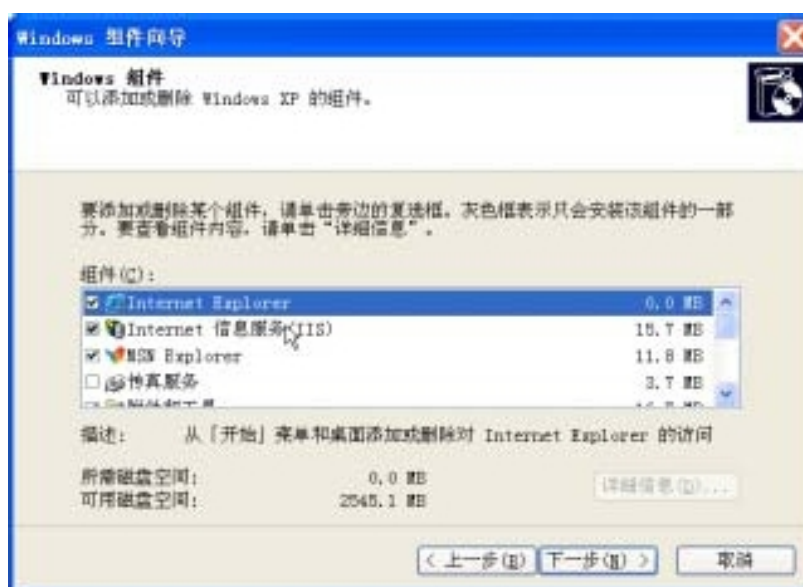 Windows 组件向导
Windows 组件
可以添加或删除 Windows XP 的组件。
要添加或删除某个组件，请单击旁边的复选框。灰色框表示只会安装该组件的一部
分。要查看组件内容，请单击“详细信息”。
组件(C):
Internet Explorer 0.0 MB
Internet 信息服务(IIS) 15.7 MB
MSN Explorer 11.8 MB
传真服务 3.7 MB
附件和工具
描述: 从「开始」菜单和桌面添加或删除对 Internet Explorer 的访问
所需磁盘空间: 0.0 MB
可用磁盘空间: 2545.1 MB
详细信息(D)...
< 上一步(B) 下一步(N) > 取消